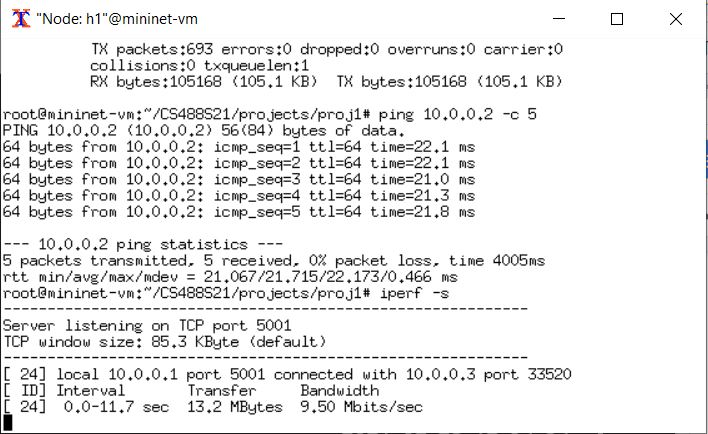 "Node: h1"@mininet-vm
TX packets:693 errors:0 dropped:0 overruns:0 carrier:0
collisions:0 txqueuelen:1
RX bytes:105168 (105.1 KB)  TX bytes:105168 (105.1 KB)
root@mininet-vm:~/CS488S21/projects/proj1# ping 10.0.0.2 -c 5
PING 10.0.0.2 (10.0.0.2) 56(84) bytes of data.
64 bytes from 10.0.0.2: icmp_seq=1 ttl=64 time=22.1 ms
64 bytes from 10.0.0.2: icmp_seq=2 ttl=64 time=22.1 ms
64 bytes from 10.0.0.2: icmp_seq=3 ttl=64 time=21.0 ms
64 bytes from 10.0.0.2: icmp_seq=4 ttl=64 time=21.3 ms
64 bytes from 10.0.0.2: icmp_seq=5 ttl=64 time=21.8 ms
--- 10.0.0.2 ping statistics ---
5 packets transmitted, 5 received, 0% packet loss, time 4005ms
rtt min/avg/max/mdev = 21.067/21.715/22.173/0.466 ms
root@mininet-vm:~/CS488S21/projects/proj1# iperf -s
------------------------------------------------------------
Server listening on TCP port 5001
TCP window size: 85.3 KByte (default)
------------------------------------------------------------
[ 24] local 10.0.0.1 port 5001 connected with 10.0.0.3 port 33520
[ ID] Interval       Transfer     Bandwidth
[ 24]  0.0-11.7 sec  13.2 MBytes  9.50 Mbits/sec